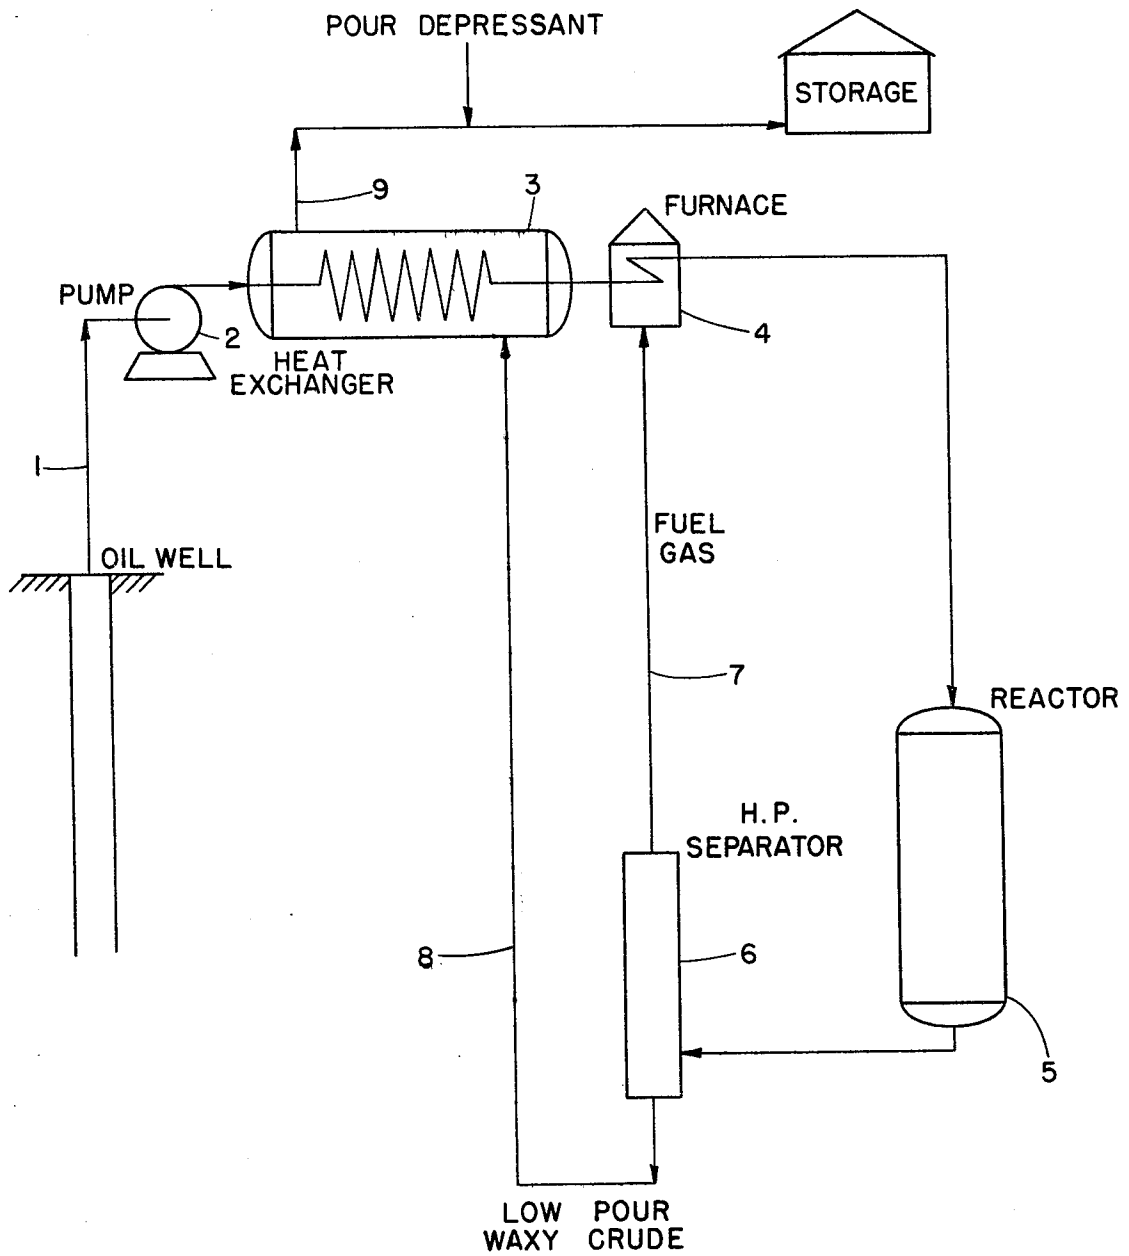 POUR DEPRESSANT
STORAGE
9
3
FURNACE
PUMP
2
4
HEAT
EXCHANGER
1
FUEL
GAS
OIL WELL
7
REACTOR
H.P.
SEPARATOR
8
6
5
LOW POUR
WAXY CRUDE